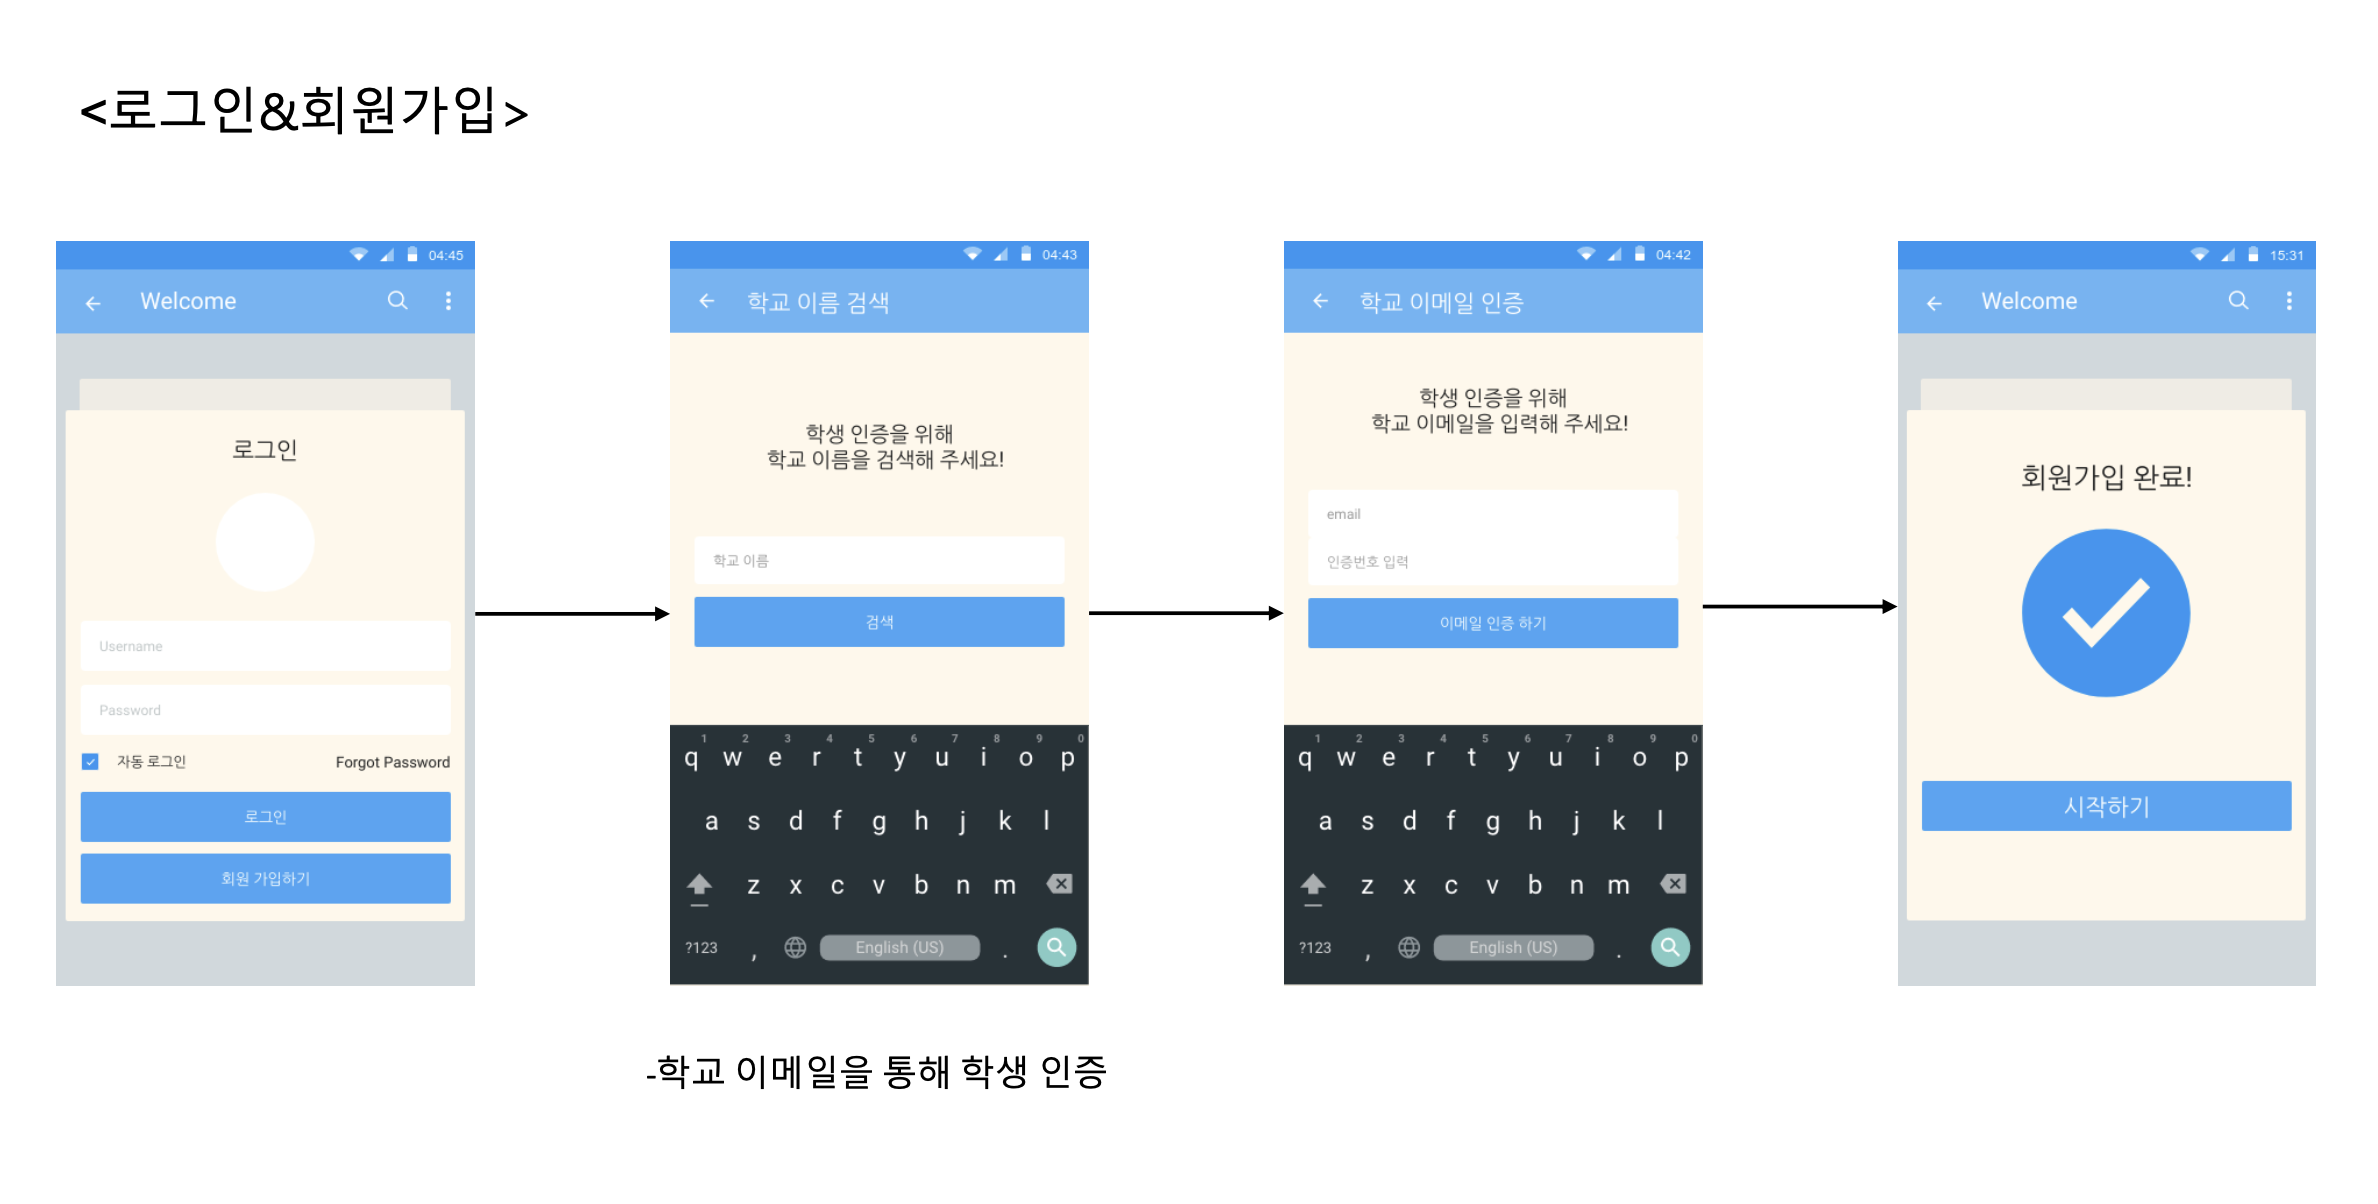 <로그인&회원가입>
04:45
Welcome
로그인
Username
Password
자동 로그인
Forgot Password
로그인
회원 가입하기
04:43
학교 이름 검색
학생 인증을 위해
학교 이름을 검색해 주세요!
학교 이름
검색
1 2 3 4 5 6 7 8 9 0
q w e r t y u i o p
a s d f g h j k l
z x c v b n m
?123 , English (US) .
04:42
학교 이메일 인증
학생 인증을 위해
학교 이메일을 입력해 주세요!
email
인증번호 입력
이메일 인증 하기
1 2 3 4 5 6 7 8 9 0
q w e r t y u i o p
a s d f g h j k l
z x c v b n m
?123 , English (US) .
15:31
Welcome
회원가입 완료!
시작하기
-학교 이메일을 통해 학생 인증